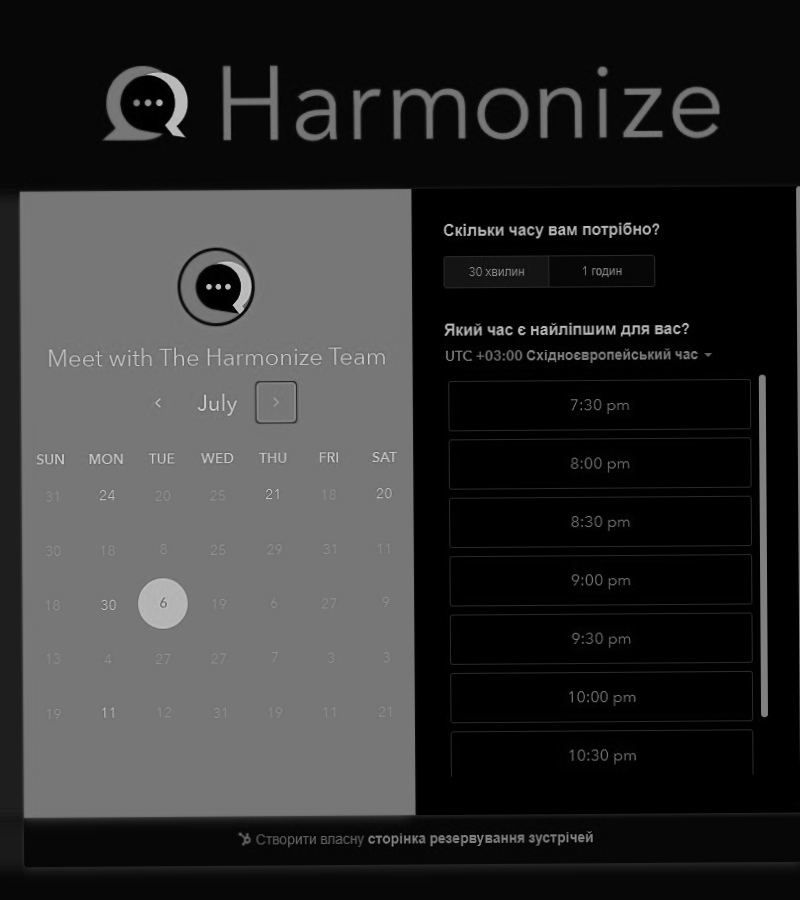 Harmonize
Meet with The Harmonize Team
July
SUN MON TUE WED THU FRI SAT
31 24 20 25 21 18 20
30 18 8 25 29 31 11
18 30 6 19 6 27 9
13 4 27 27 7 3 3
19 11 12 31 19 11 21
Скільки часу вам потрібно?
30 хвилин 1 годин
Який час є найліпшим для вас?
UTC +03:00 Східноєвропейський час
7:30 pm
8:00 pm
8:30 pm
9:00 pm
9:30 pm
10:00 pm
10:30 pm
Створити власну сторінка резервування зустрічей